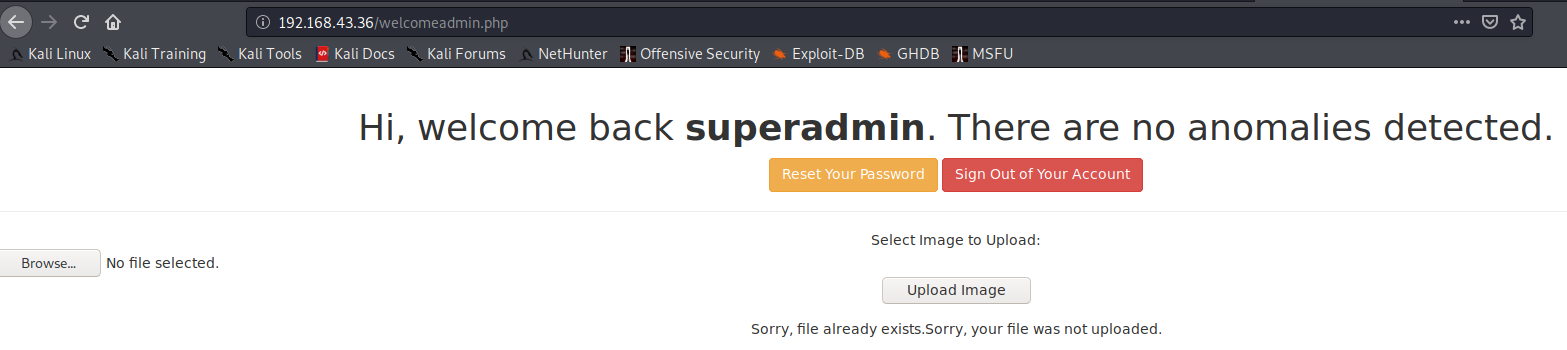 192.168.43.36/welcomeadmin.php
Kali Linux Kali Training Kali Tools Kali Docs Kali Forums NetHunter Offensive Security Exploit-DB GHDB MSFU
Hi, welcome back superadmin. There are no anomalies detected.
Reset Your Password Sign Out of Your Account
Select Image to Upload:
Browse... No file selected.
Upload Image
Sorry, file already exists.Sorry, your file was not uploaded.